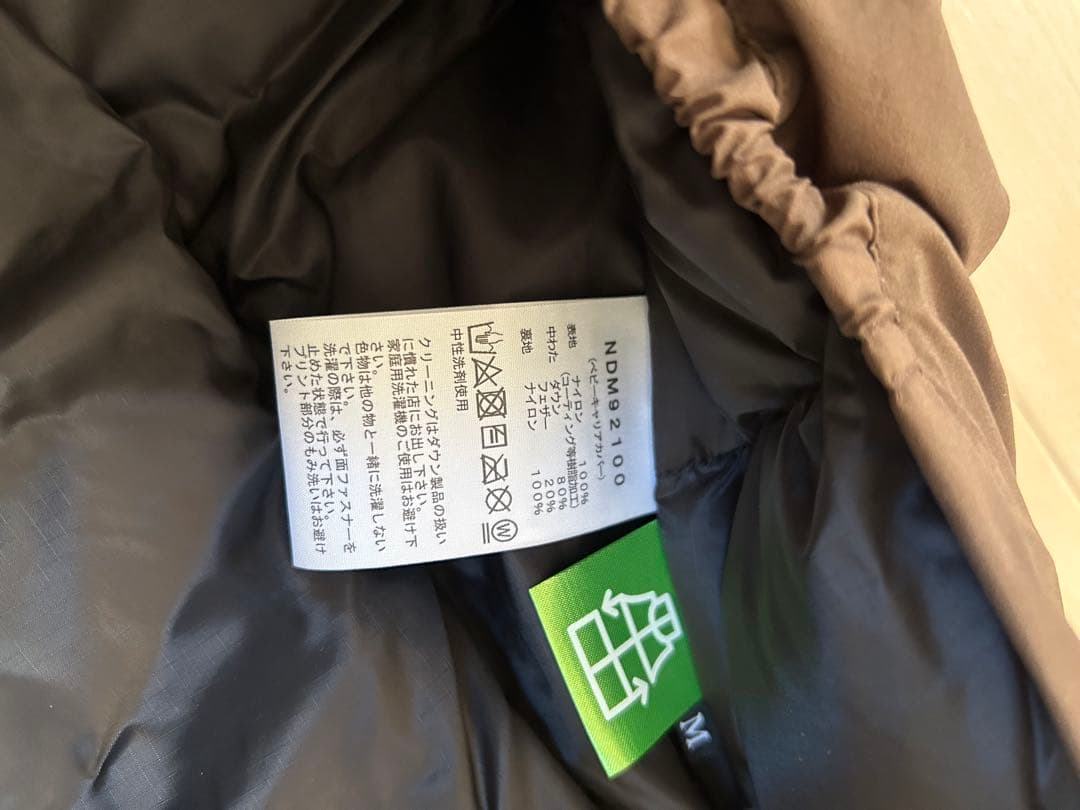 NDM92100
(ベビーキャリアカバー)
表地 ナイロン 100%
(コーティング等樹脂加工)
中わた ダウン 80%
フェザー 20%
裏地 ナイロン 100%
W
中性洗剤使用
クリーニングはダウン製品の扱い
に慣れた店にお出し下さい。
家庭用洗濯機のご使用はお避け下
さい。
色物は他の物と一緒に洗濯しない
で下さい。
洗濯の際は、必ず面ファスナーを
止めた状態で行って下さい。
プリント部分のもみ洗いはお避け
下さい。
M